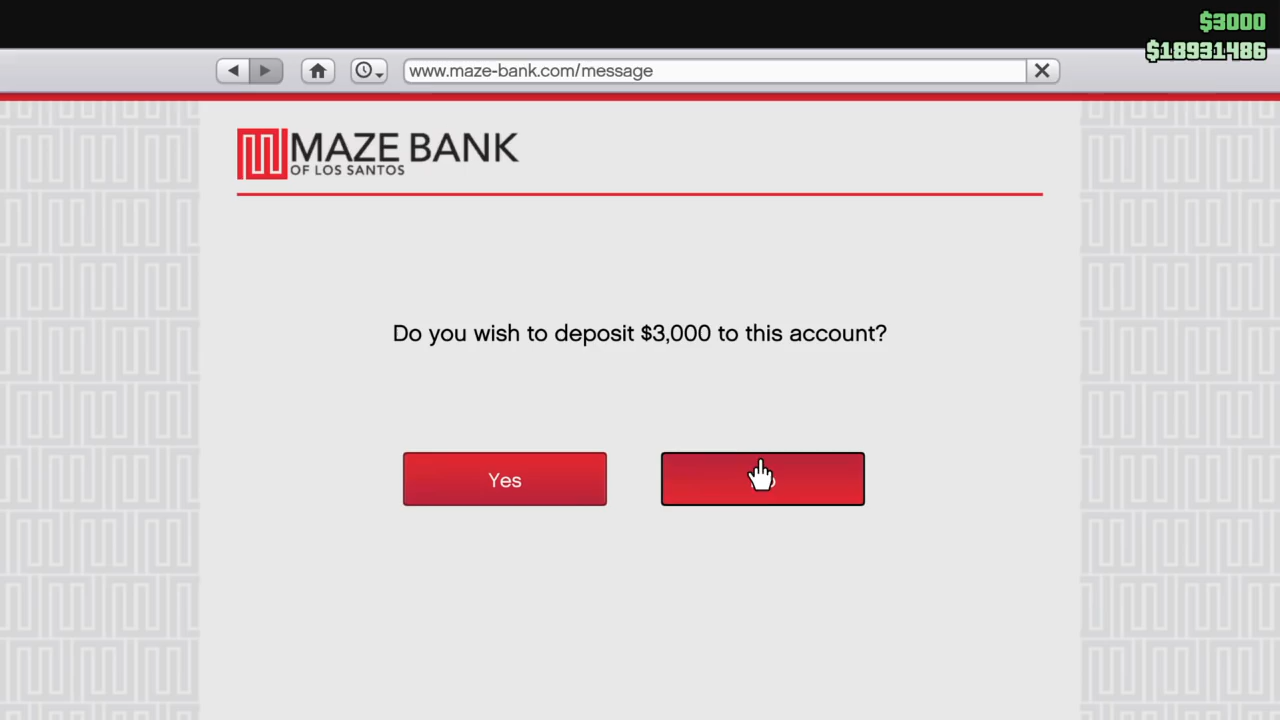 $3000
$18931486
www.maze-bank.com/message
MAZE BANK
OF LOS SANTOS
Do you wish to deposit $3,000 to this account?
Yes